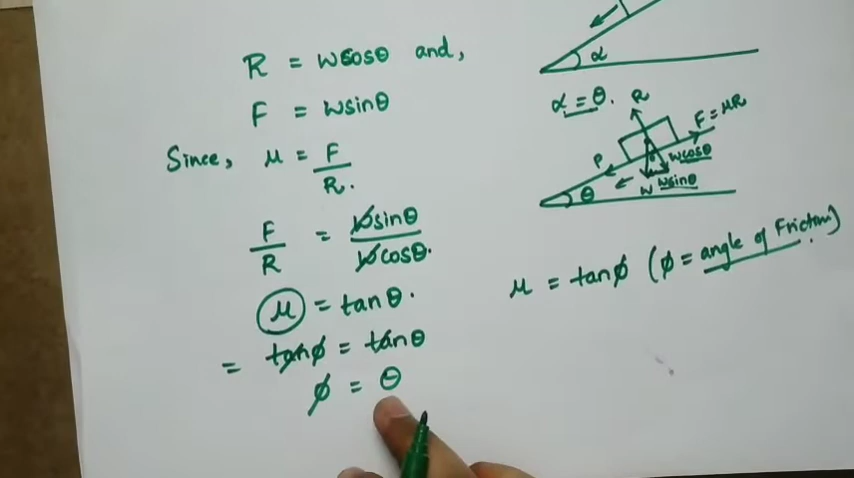 R = wcosθ and,
F = wsinθ
Since, μ = F/R.
F/R = wsinθ/wcosθ.
μ = tanθ.
= tanϕ = tanθ
ϕ = θ
α
α = θ.
R
F = μR
P
wcosθ
θ
W wsinθ
μ = tanϕ (ϕ = angle of Friction)